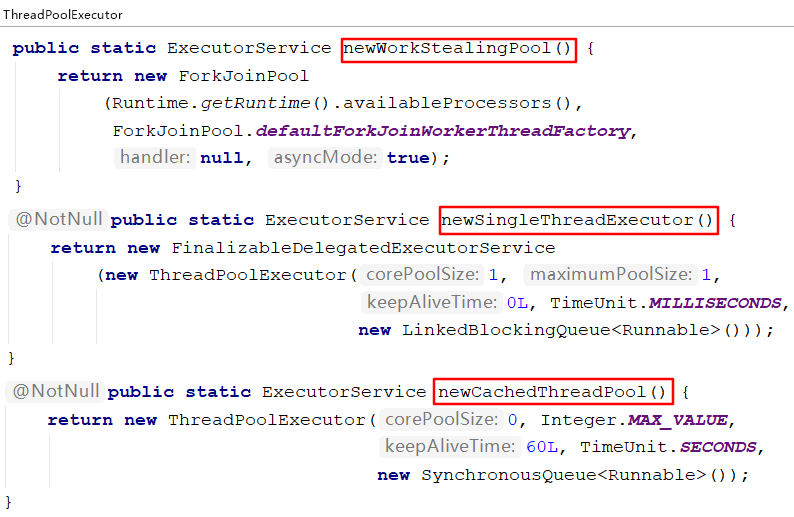 ThreadPoolExecutor
public static ExecutorService newWorkStealingPool() {
return new ForkJoinPool
(Runtime.getRuntime().availableProcessors(),
ForkJoinPool.defaultForkJoinWorkerThreadFactory,
handler: null, asyncMode: true);
}
@NotNull public static ExecutorService newSingleThreadExecutor() {
return new FinalizableDelegatedExecutorService
(new ThreadPoolExecutor( corePoolSize: 1, maximumPoolSize: 1,
keepAliveTime: 0L, TimeUnit.MILLISECONDS,
new LinkedBlockingQueue<Runnable>()));
}
@NotNull public static ExecutorService newCachedThreadPool() {
return new ThreadPoolExecutor( corePoolSize: 0, Integer.MAX_VALUE,
keepAliveTime: 60L, TimeUnit.SECONDS,
new SynchronousQueue<Runnable>());
}